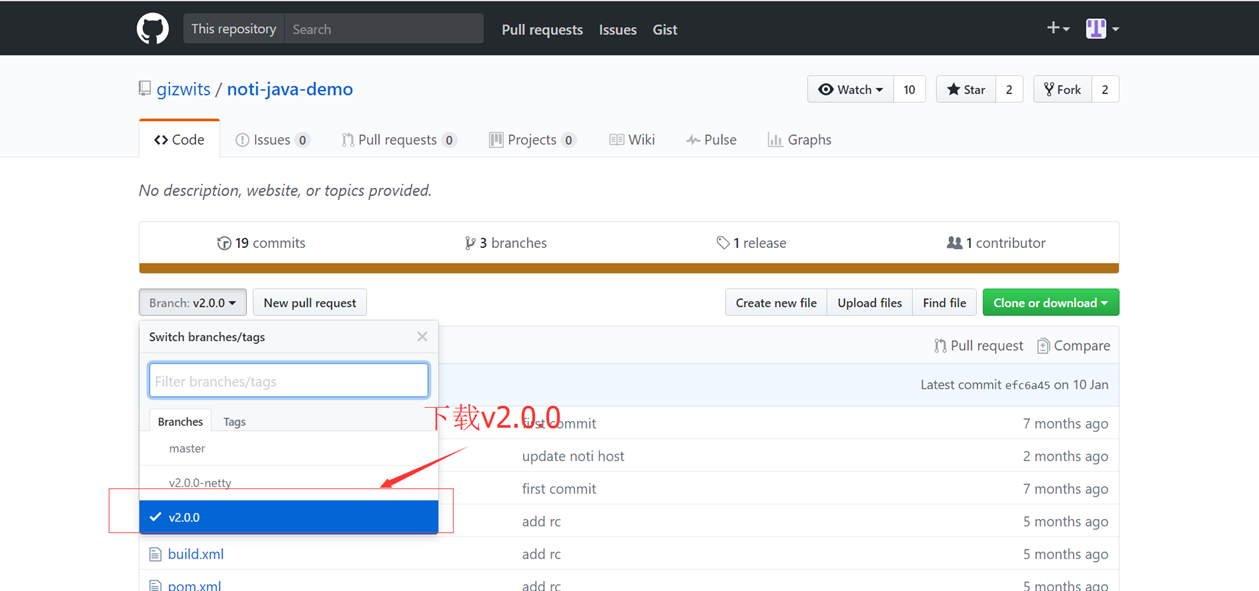 This repository Search Pull requests Issues Gist
gizwits / noti-java-demo Watch 10 Star 2 Fork 2
Code Issues 0 Pull requests 0 Projects 0 Wiki Pulse Graphs
No description, website, or topics provided.
19 commits 3 branches 1 release 1 contributor
Branch: v2.0.0 New pull request Create new file Upload files Find file Clone or download
Switch branches/tags
Pull request Compare
Filter branches/tags
Latest commit efc6a45 on 10 Jan
下载v2.0.0
Branches Tags
first commit 7 months ago
master
update noti host 2 months ago
v2.0.0-netty
first commit 7 months ago
v2.0.0
add rc 5 months ago
build.xml add rc 5 months ago
pom.xml add rc 5 months ago